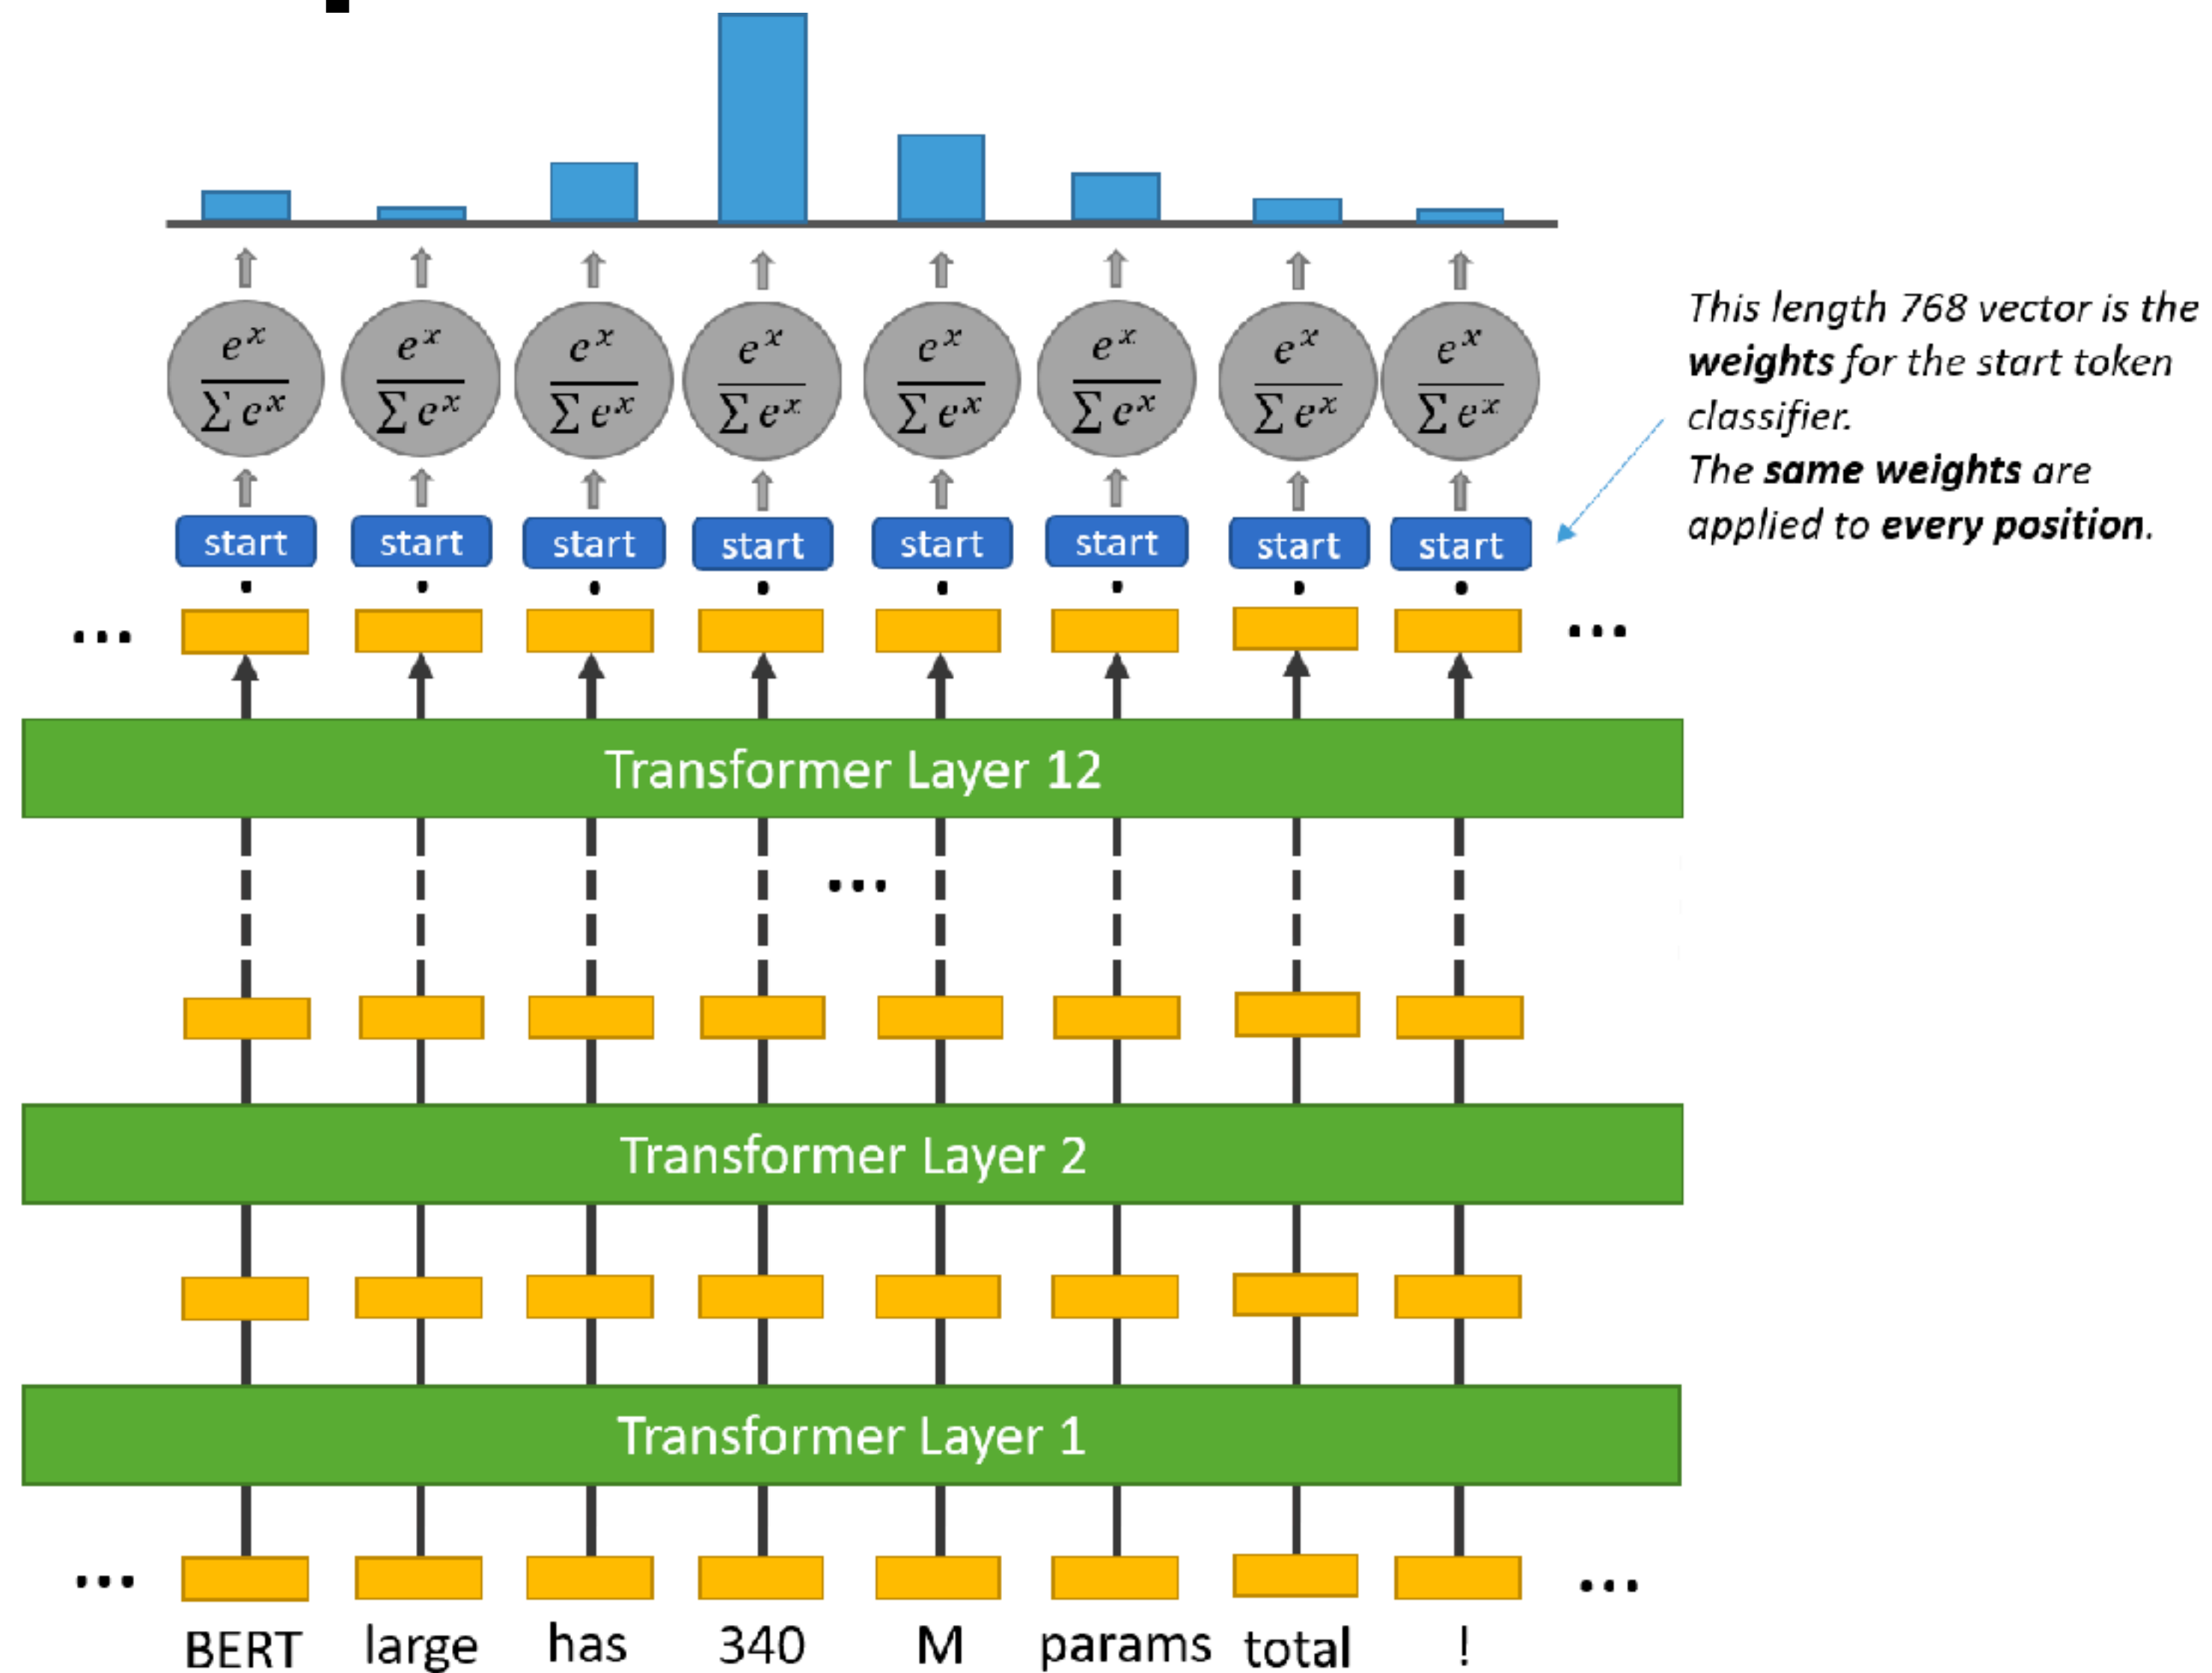 e^x / ∑ e^x e^x / ∑ e^x e^x / ∑ e^x e^x / ∑ e^x e^x / ∑ e^x e^x / ∑ e^x e^x / ∑ e^x e^x / ∑ e^x
This length 768 vector is the
weights for the start token
classifier.
The same weights are
applied to every position.
start start start start start start start start
... ...
Transformer Layer 12
...
Transformer Layer 2
Transformer Layer 1
... ...
BERT large has 340 M params total !